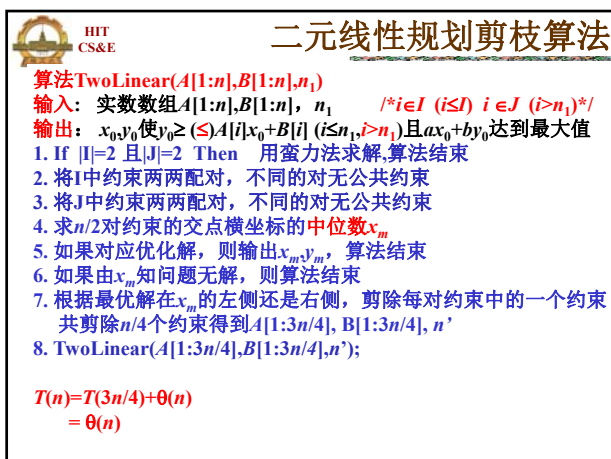 HIT
CS&E
二元线性规划剪枝算法
算法TwoLinear(A[1:n],B[1:n],n₁)
输入: 实数数组A[1:n],B[1:n], n₁ /*i∈I (i≤I) i∈J (i>n₁)*/
输出: x₀,y₀使y₀≥ (≤)A[i]x₀+B[i] (i≤n₁,i>n₁)且ax₀+by₀达到最大值
1. If |I|=2 且|J|=2 Then 用蛮力法求解,算法结束
2. 将I中约束两两配对，不同的对无公共约束
3. 将J中约束两两配对，不同的对无公共约束
4. 求n/2对约束的交点横坐标的中位数xₘ
5. 如果对应优化解，则输出xₘ,yₘ，算法结束
6. 如果由xₘ知问题无解，则算法结束
7. 根据最优解在xₘ的左侧还是右侧，剪除每对约束中的一个约束
共剪除n/4个约束得到A[1:3n/4], B[1:3n/4], n’
8. TwoLinear(A[1:3n/4],B[1:3n/4],n’);
T(n)=T(3n/4)+θ(n)
= θ(n)